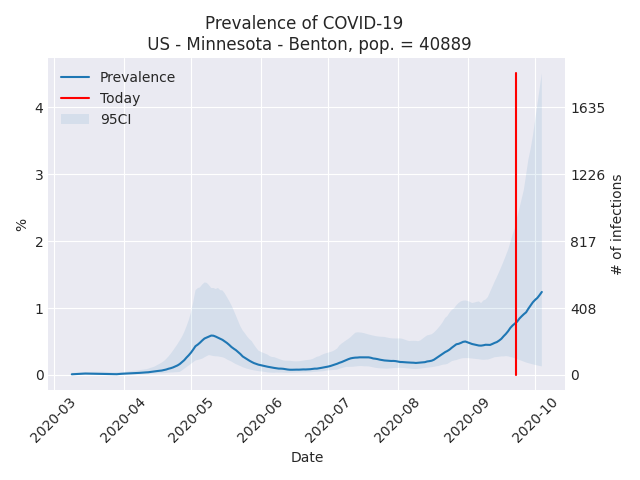 Prevalence of COVID-19
US - Minnesota - Benton, pop. = 40889
Prevalence
Today
95CI
%
4
3
2
1
0
1635
1226
817
408
0
# of infections
2020-03
2020-04
2020-05
2020-06
2020-07
2020-08
2020-09
2020-10
Date